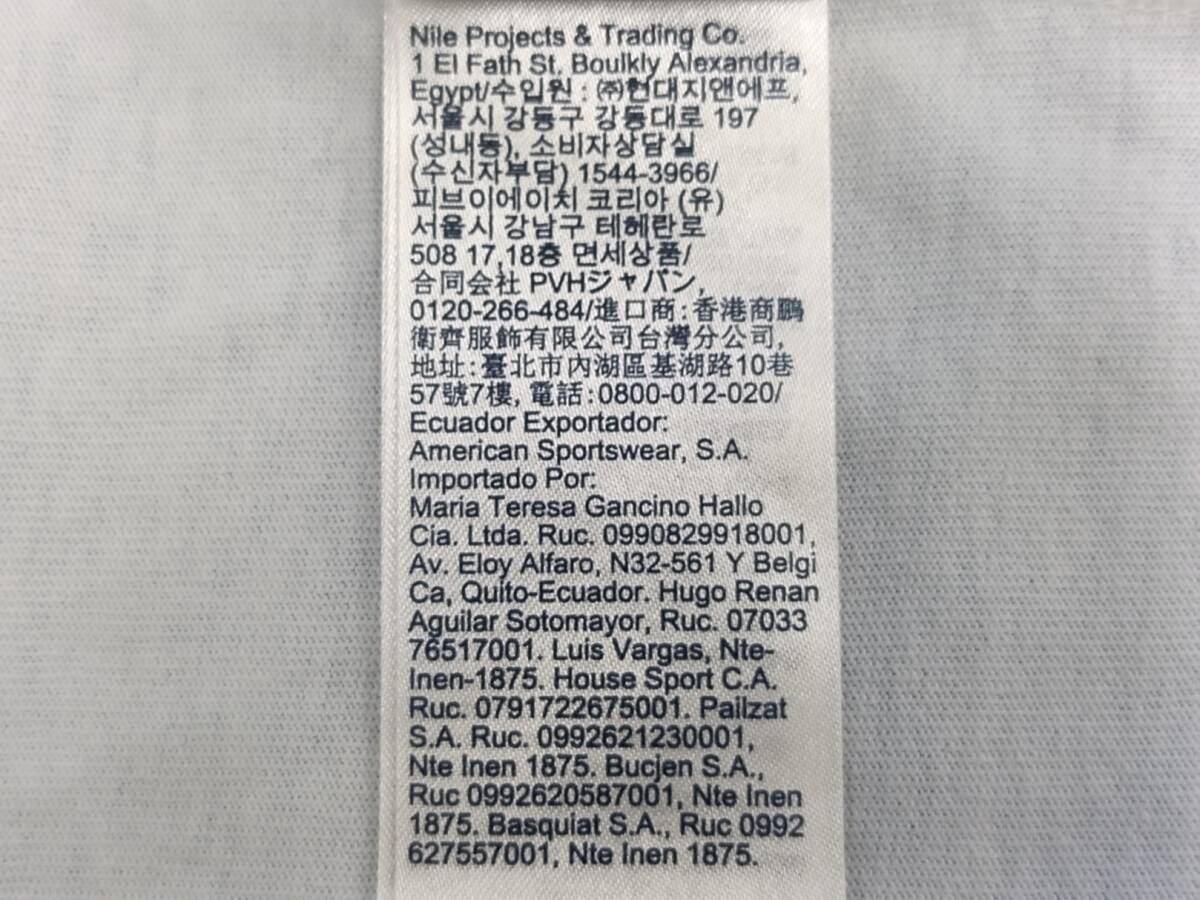 Nile Projects & Trading Co.
1 El Fath St. Boulkly Alexandria,
Egypt/수입원 : ㈜현대지앤에프,
서울시 강동구 강동대로 197
(성내동), 소비자상담실
(수신자부담) 1544-3966/
피브이에이치 코리아 (유)
서울시 강남구 테헤란로
508 17,18층 면세상품/
合同会社 PVHジャパン,
0120-266-484/進口商:香港商鵬
衛齊服飾有限公司台灣分公司,
地址:臺北市內湖區基湖路10巷
57號7樓, 電話:0800-012-020/
Ecuador Exportador:
American Sportswear, S.A.
Importado Por:
Maria Teresa Gancino Hallo
Cia. Ltda. Ruc. 0990829918001,
Av. Eloy Alfaro, N32-561 Y Belgi
Ca, Quito-Ecuador. Hugo Renan
Aguilar Sotomayor, Ruc. 07033
76517001. Luis Vargas, Nte-
Inen-1875. House Sport C.A.
Ruc. 0791722675001. Pailzat
S.A. Ruc. 0992621230001,
Nte Inen 1875. Bucjen S.A.,
Ruc 0992620587001, Nte Inen
1875. Basquiat S.A., Ruc 0992
627557001, Nte Inen 1875.